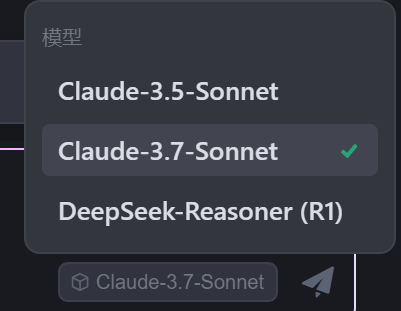 模型
Claude-3.5-Sonnet
Claude-3.7-Sonnet
DeepSeek-Reasoner (R1)
Claude-3.7-Sonnet